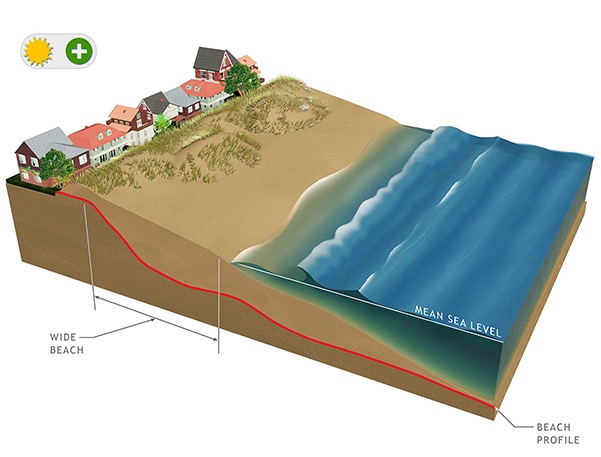 MEAN SEA LEVEL
WIDE
BEACH
BEACH
PROFILE